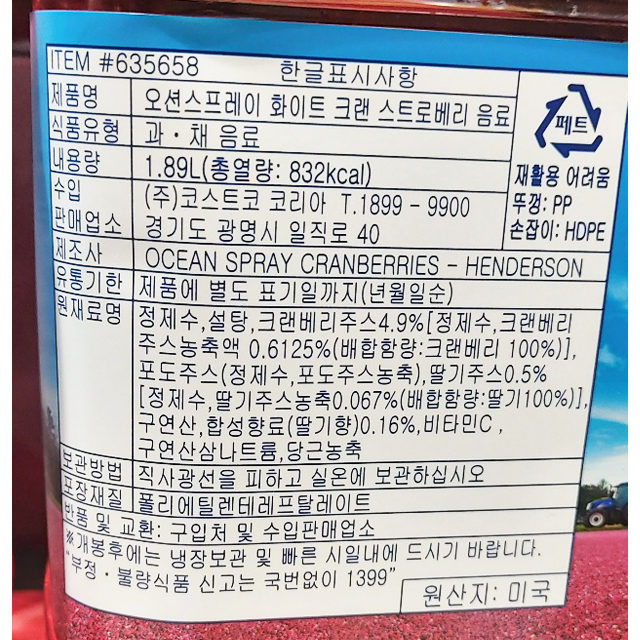 ITEM #635658 한글표시사항
제품명 오션스프레이 화이트 크랜 스트로베리 음료
식품유형 과・채 음료
내용량 1.89L(총열량: 832kcal)
수입 (주)코스트코 코리아 T.1899 - 9900
판매업소 경기도 광명시 일직로 40
페트
재활용 어려움
뚜껑: PP
손잡이: HDPE
제조사 OCEAN SPRAY CRANBERRIES - HENDERSON
유통기한 제품에 별도 표기일까지(년월일순)
원재료명 정제수,설탕,크랜베리주스4.9%[정제수,크랜베리
주스농축액 0.6125%(배합함량:크랜베리 100%)],
포도주스(정제수,포도주스농축),딸기주스0.5%
[정제수,딸기주스농축0.067%(배합함량:딸기100%)],
구연산,합성향료(딸기향)0.16%,비타민C,
구연산삼나트륨,당근농축
보관방법 직사광선을 피하고 실온에 보관하십시오
포장재질 폴리에틸렌테레프탈레이트
반품 및 교환: 구입처 및 수입판매업소
※개봉후에는 냉장보관 및 빠른 시일내에 드시기 바랍니다.
"부정・불량식품 신고는 국번없이 1399"
원산지: 미국